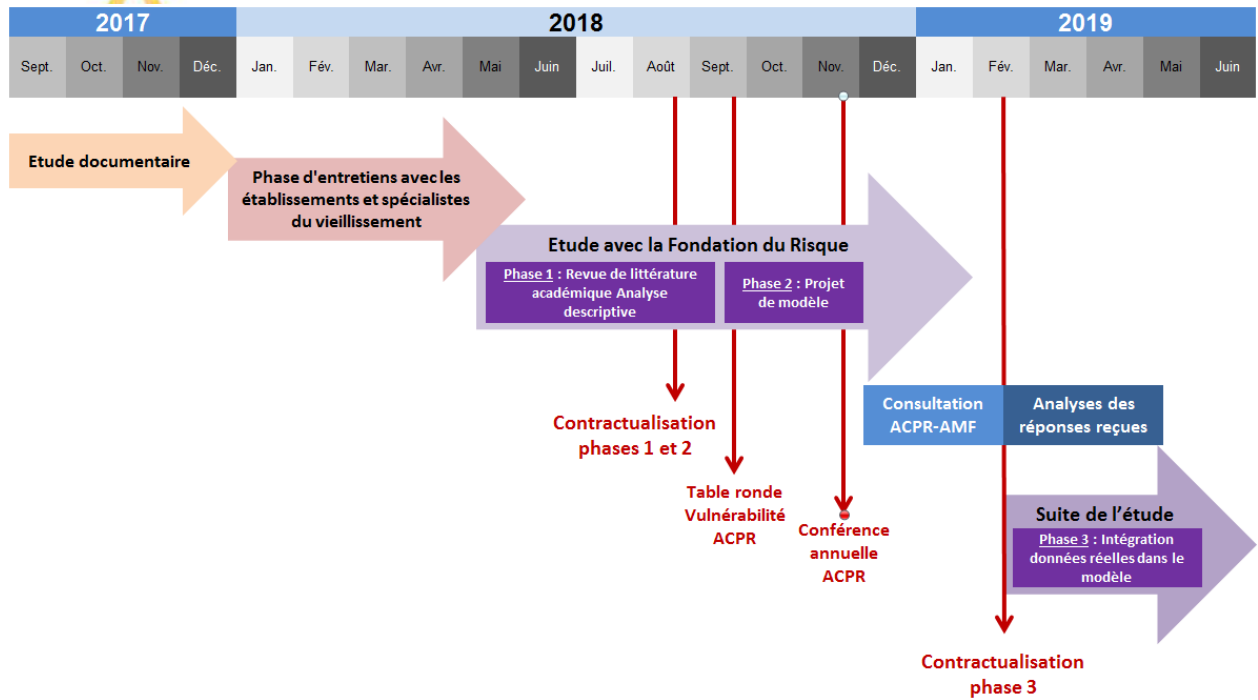 2017
2018
2019
Sept.
Oct.
Nov.
Déc.
Jan.
Fév.
Mar.
Avr.
Mai
Juin
Juil.
Août
Sept.
Oct.
Nov.
Déc.
Jan.
Fév.
Mar.
Avr.
Mai
Juin
Etude documentaire
Phase d'entretiens avec les
établissements et spécialistes
du vieillissement
Etude avec la Fondation du Risque
Phase 1 : Revue de littérature
académique Analyse
descriptive
Phase 2 : Projet
de modèle
Contractualisation
phases 1 et 2
Table ronde
Vulnérabilité
ACPR
Conférence
annuelle
ACPR
Consultation
ACPR-AMF
Analyses des
réponses reçues
Suite de l’étude
Phase 3 : Intégration
données réelles dans le
modèle
Contractualisation
phase 3